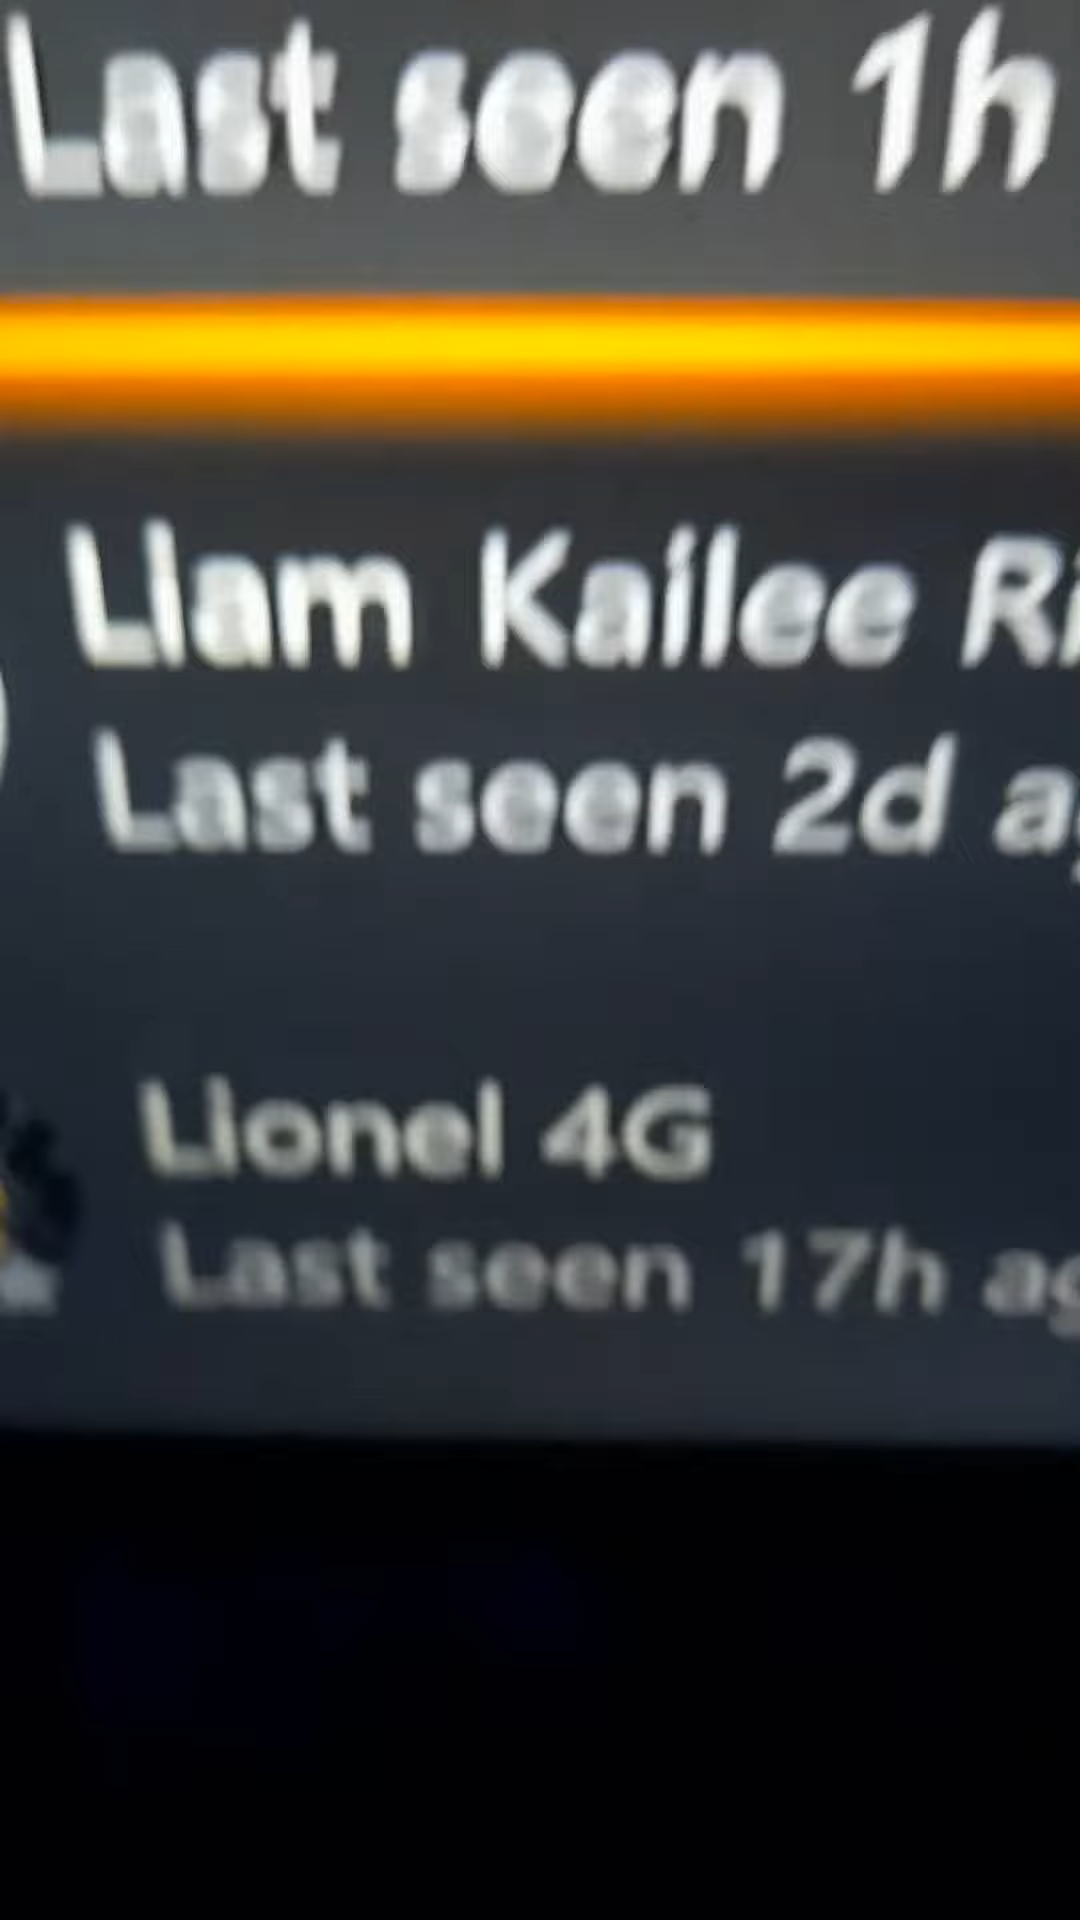 Last seen 1h
Liam Kailee
Last seen 2d
Lionel 4G
Last seen 17h